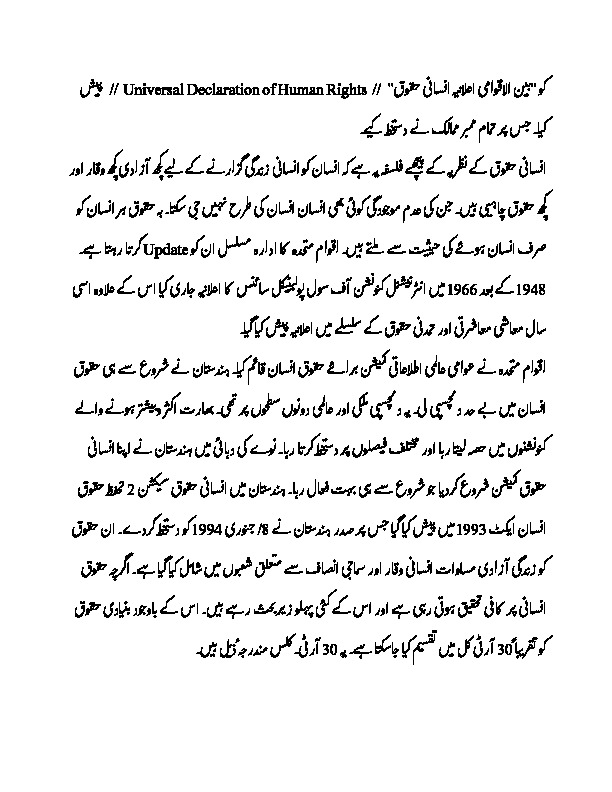 کو "بین الاقوامی اعلانیہ انسانی حقوق" // Universal Declaration of Human Rights // پیش
کیا۔ جس پر تمام ممبر ممالک نے دستخط کیے۔
انسانی حقوق کے نظریہ کے پیچھے فلسفہ یہ ہے کہ انسان کو انسانی زندگی گزارنے کے لیے کچھ آزادی کچھ وقار اور
کچھ حقوق چاہیئں ہیں۔ جن کی عدم موجودگی کوئی بھی انسان انسان کی طرح نہیں جی سکتا۔ یہ حقوق ہر انسان کو
صرف انسان ہونے کی حیثیت سے ملتے ہیں۔ اقوام متحدہ کا ادارہ مسلسل ان کو Update کرتا رہتا ہے۔
1948 کے بعد 1966 میں انٹرنیشنل کنونشن آف سول پولیٹیکل سائنس کا اعلانیہ جاری کیا اس کے علاوہ اسی
سال معاشی معاشرتی اور تمدنی حقوق کے سلسلے میں اعلانیہ پیش کیا گیا۔
اقوام متحدہ نے عوامی عالمی اطلاعاتی کمیشن برائے حقوق انسان قائم کیا۔ ہندستان نے شروع سے ہی حقوق
انسان میں بے حد دلچسپی لی۔ یہ دلچسپی ملکی اور عالمی دونوں سطحوں پر تھی۔ بھارت اکثر و بیشتر ہونے والے
کنونشنوں میں حصہ لیتا رہا اور مختلف فیصلوں پر دستخط کرتا رہا۔ نوے کی دہائی میں ہندستان نے اپنا انسانی
حقوق کمیشن شروع کردیا جو شروع سے ہی بہت فعال رہا۔ ہندستان میں انسانی حقوق سیکشن 2 تحفظ حقوق
انسان ایکٹ 1993 میں پیش کیا گیا جس پر صدر ہندستان نے 8/ جنوری 1994 کو دستخط کردے۔ ان حقوق
کو زندگی آزادی مساوات انسانی وقار اور سماجی انصاف سے متعلق شعبوں میں شامل کیا گیا ہے۔ اگرچہ حقوق
انسانی پر کافی تحقیق ہوتی رہی ہے اور اس کے کئی پہلو زیر بحث رہے ہیں۔ اس کے باوجود بنیادی حقوق
کو تقریباً 30 آرٹی کل میں تقسیم کیا جاسکتا ہے۔ یہ 30 آرٹی۔کلس مندرجہ ذیل ہیں۔